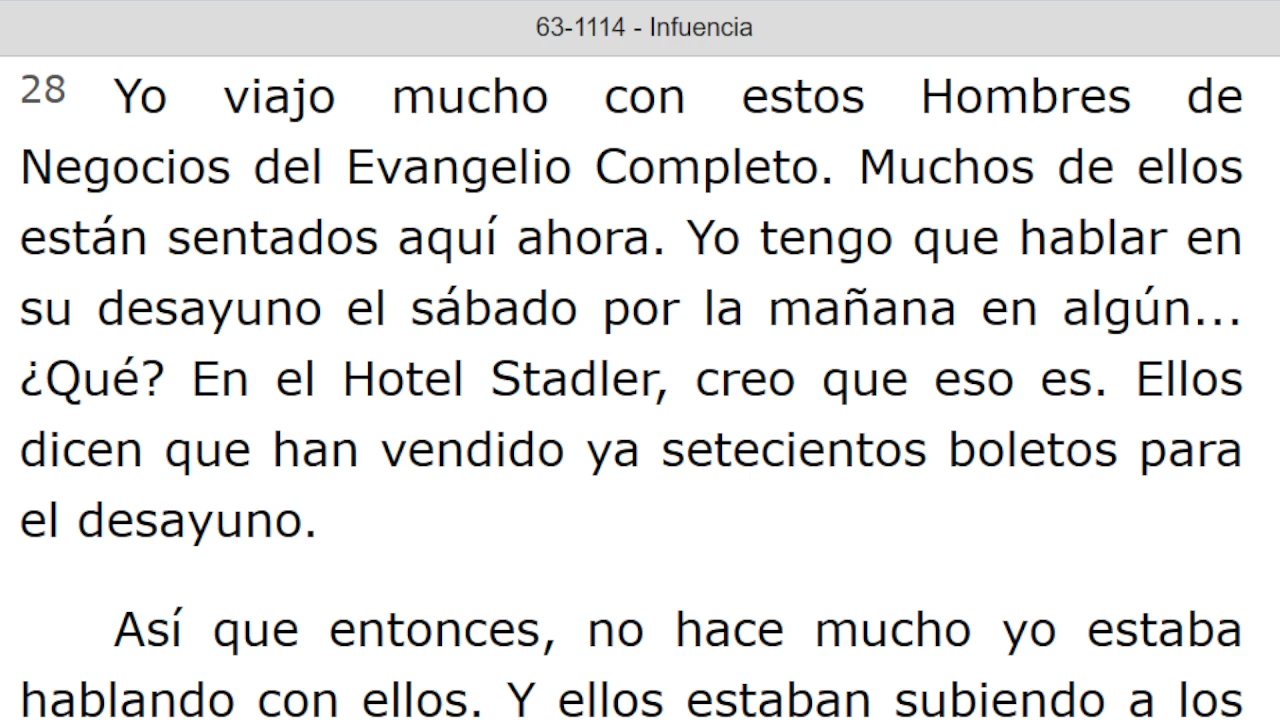 63-1114 - Infuencia
28 Yo viajo mucho con estos Hombres de
Negocios del Evangelio Completo. Muchos de ellos
están sentados aquí ahora. Yo tengo que hablar en
su desayuno el sábado por la mañana en algún...
¿Qué? En el Hotel Stadler, creo que eso es. Ellos
dicen que han vendido ya setecientos boletos para
el desayuno.
Así que entonces, no hace mucho yo estaba
hablando con ellos. Y ellos estaban subiendo a los